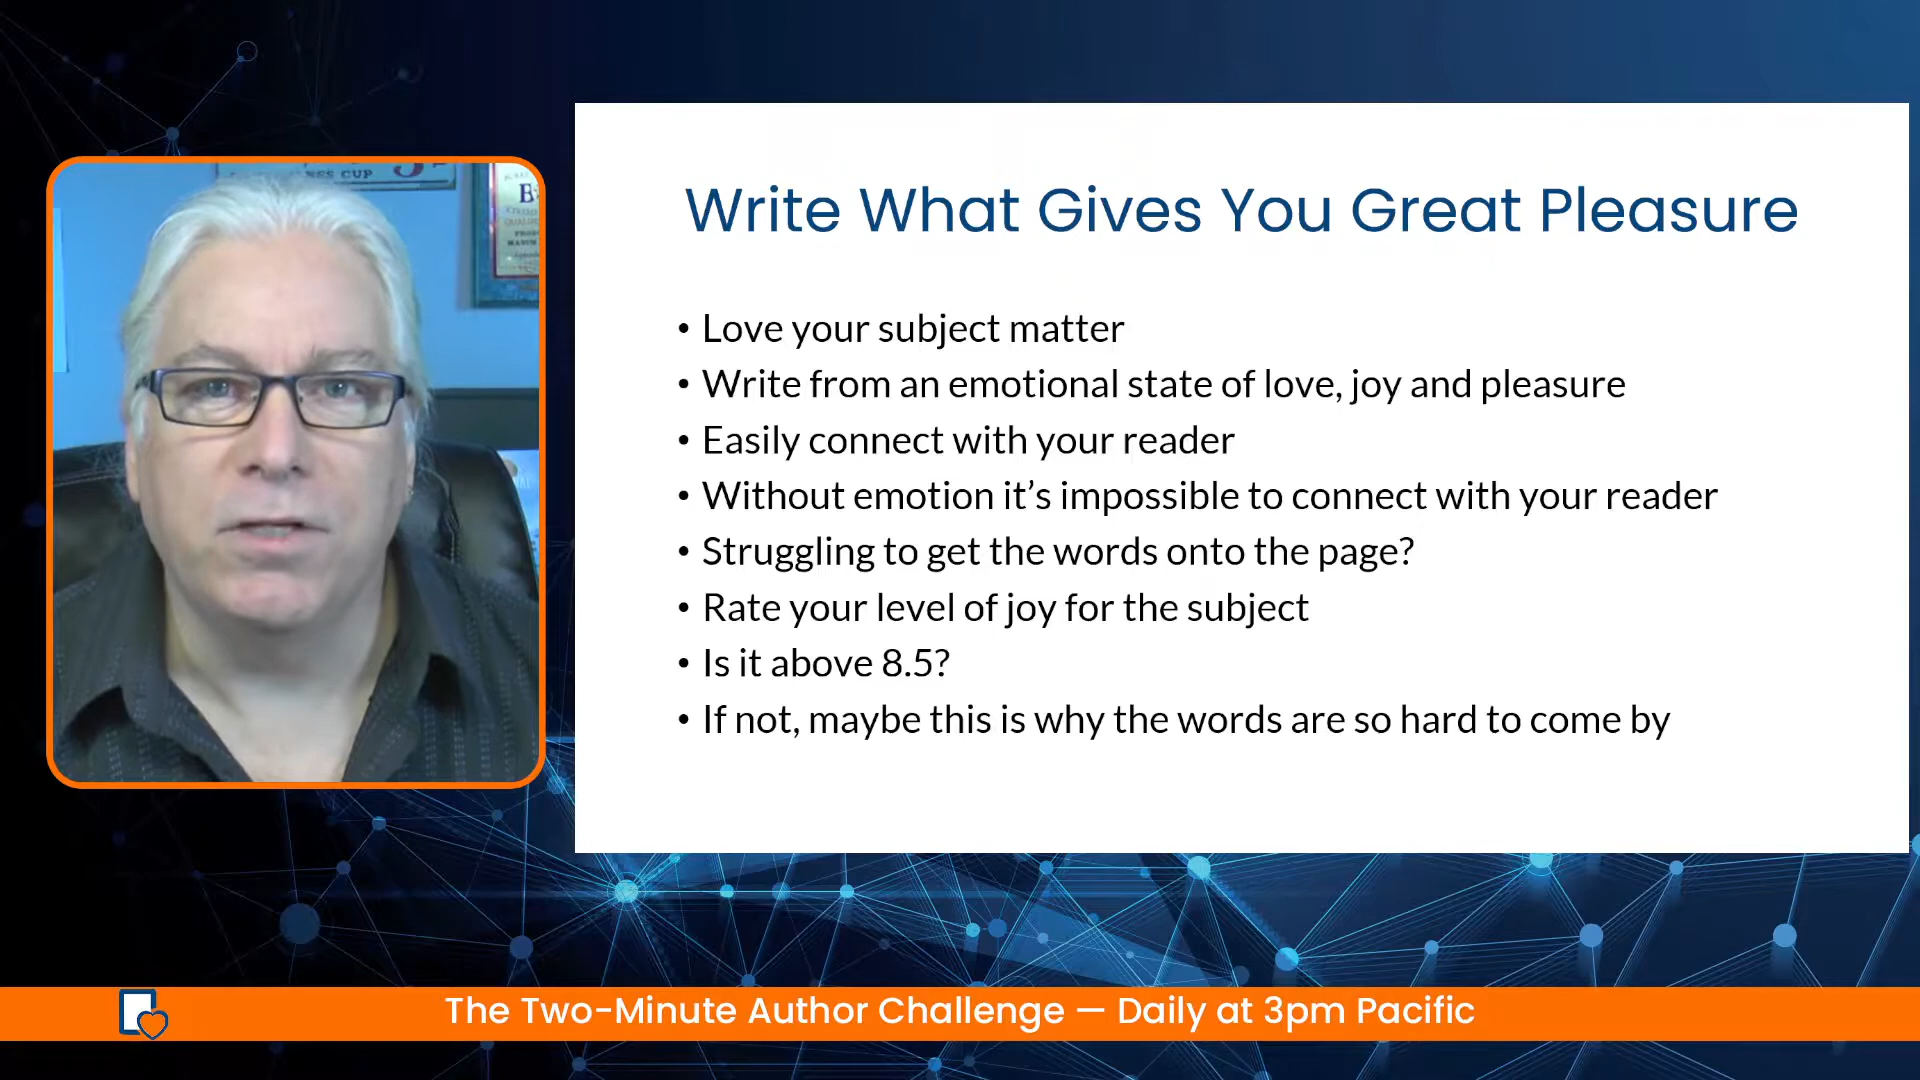 NES CUP
Write What Gives You Great Pleasure
• Love your subject matter
• Write from an emotional state of love, joy and pleasure
• Easily connect with your reader
• Without emotion it’s impossible to connect with your reader
• Struggling to get the words onto the page?
• Rate your level of joy for the subject
• Is it above 8.5?
• If not, maybe this is why the words are so hard to come by
The Two-Minute Author Challenge — Daily at 3pm Pacific